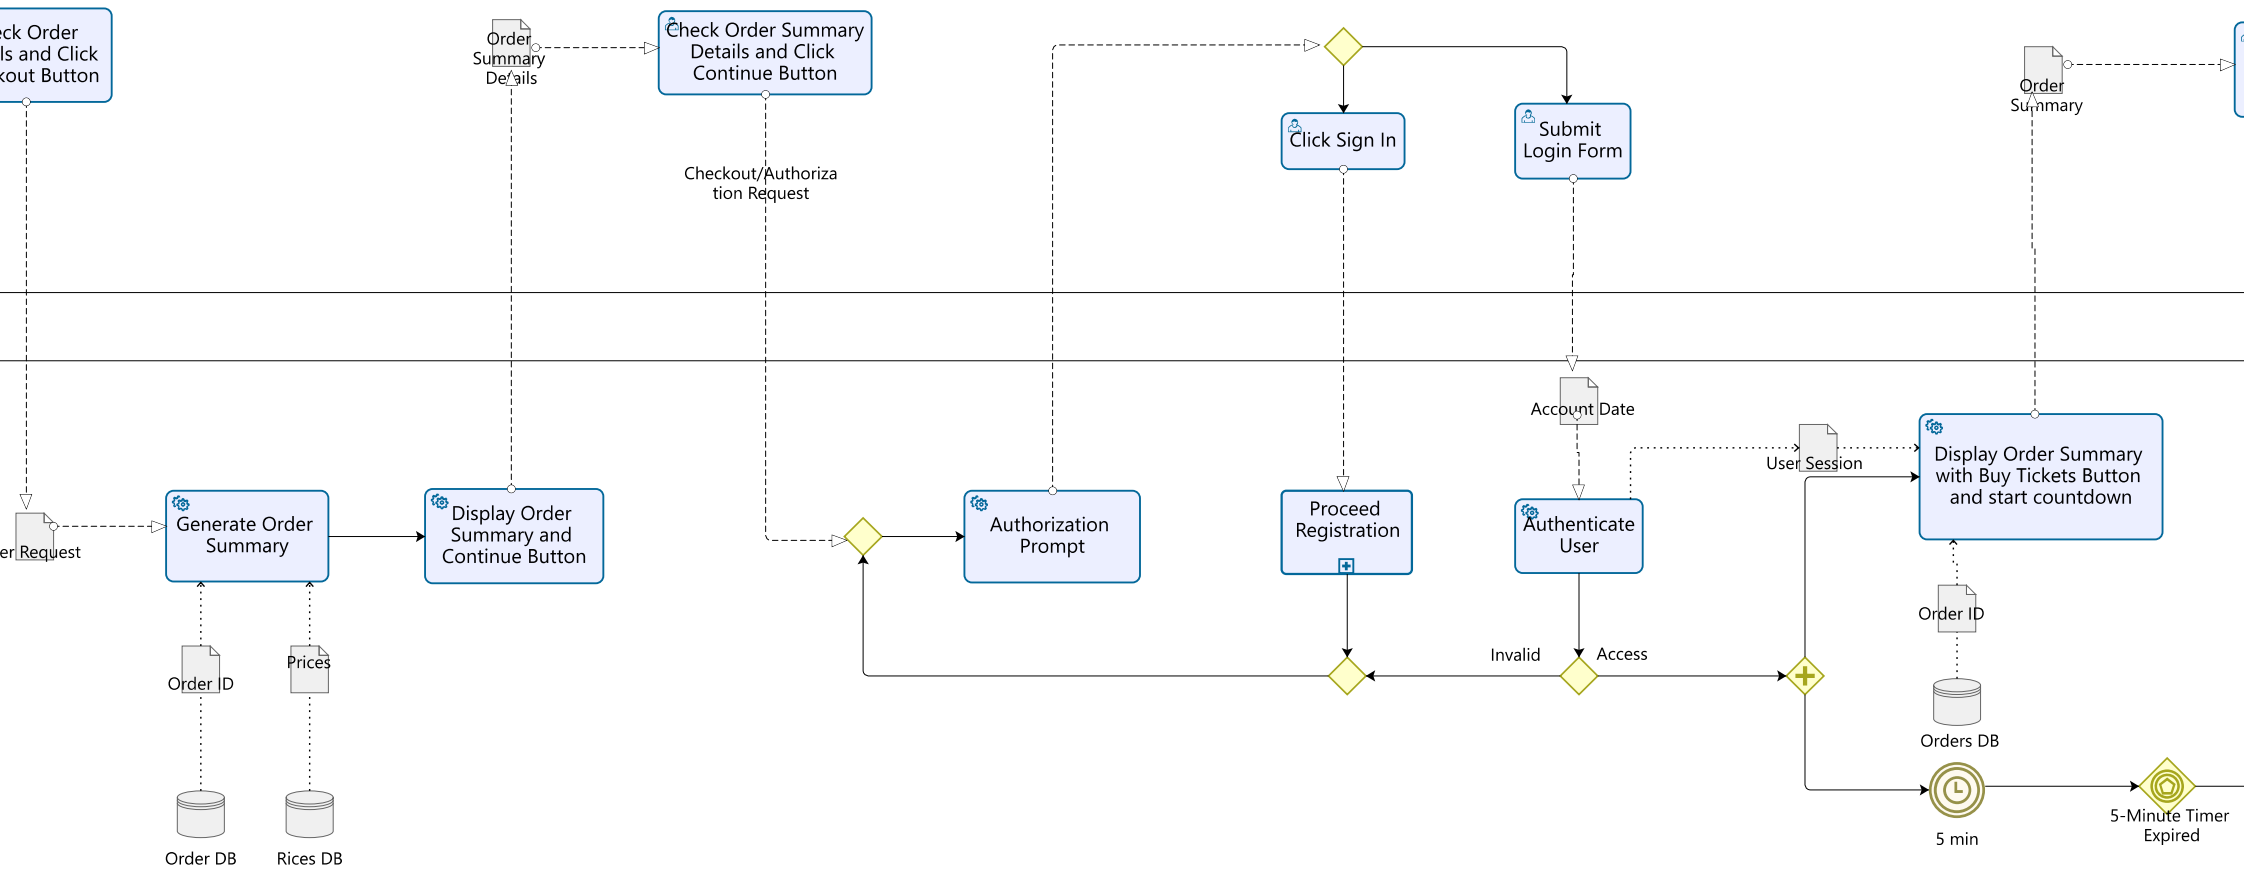 eck Order
ls and Click
kout Button
Order
Summary
Details
Check Order Summary
Details and Click
Continue Button
Checkout/Authoriza
tion Request
Click Sign In
Submit
Login Form
Order
Summary
Account Date
User Session
Display Order Summary
with Buy Tickets Button
and start countdown
er Request
Generate Order
Summary
Display Order
Summary and
Continue Button
Authorization
Prompt
Proceed
Registration
Authenticate
User
Order ID
Prices
Order ID
Invalid
Access
Orders DB
Order DB
Rices DB
5 min
5-Minute Timer
Expired